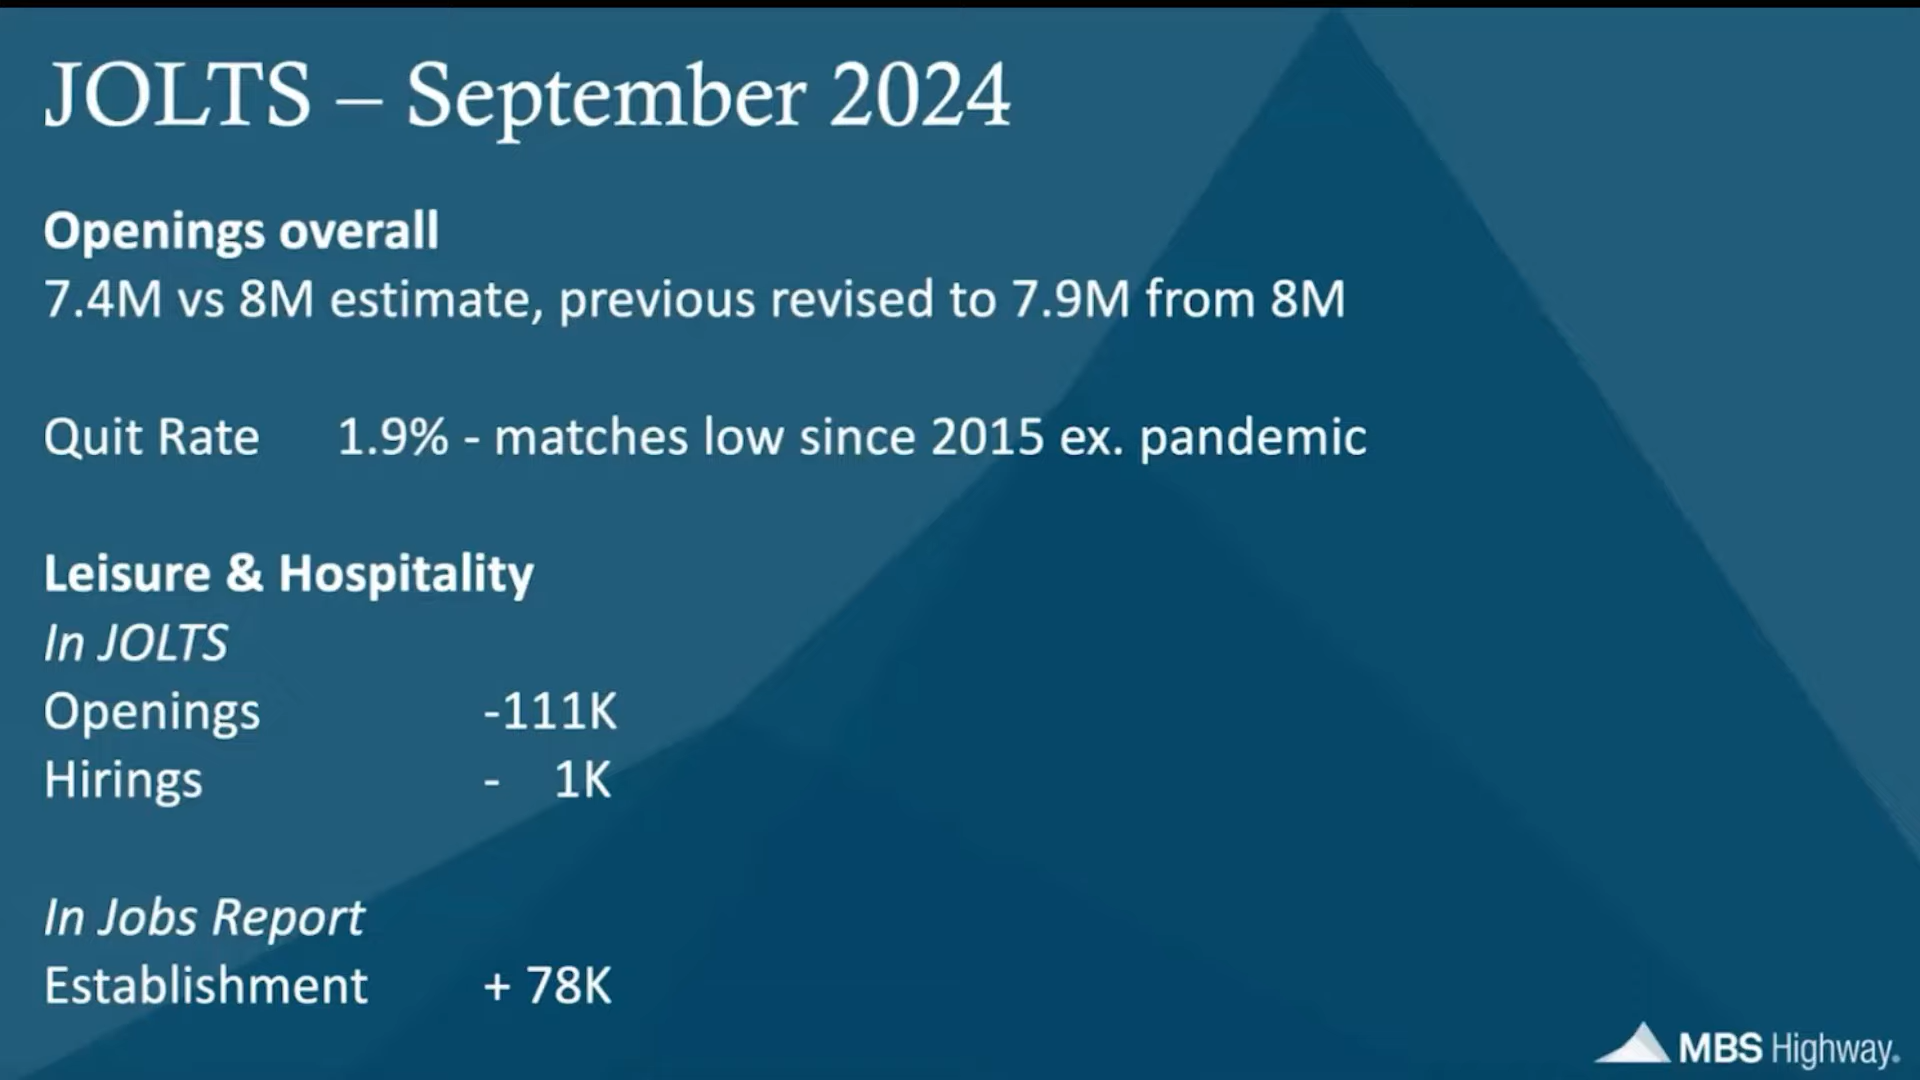 JOLTS – September 2024
Openings overall
7.4M vs 8M estimate, previous revised to 7.9M from 8M
Quit Rate 1.9% - matches low since 2015 ex. pandemic
Leisure & Hospitality
In JOLTS
Openings -111K
Hirings - 1K
In Jobs Report
Establishment + 78K
MBS Highway.